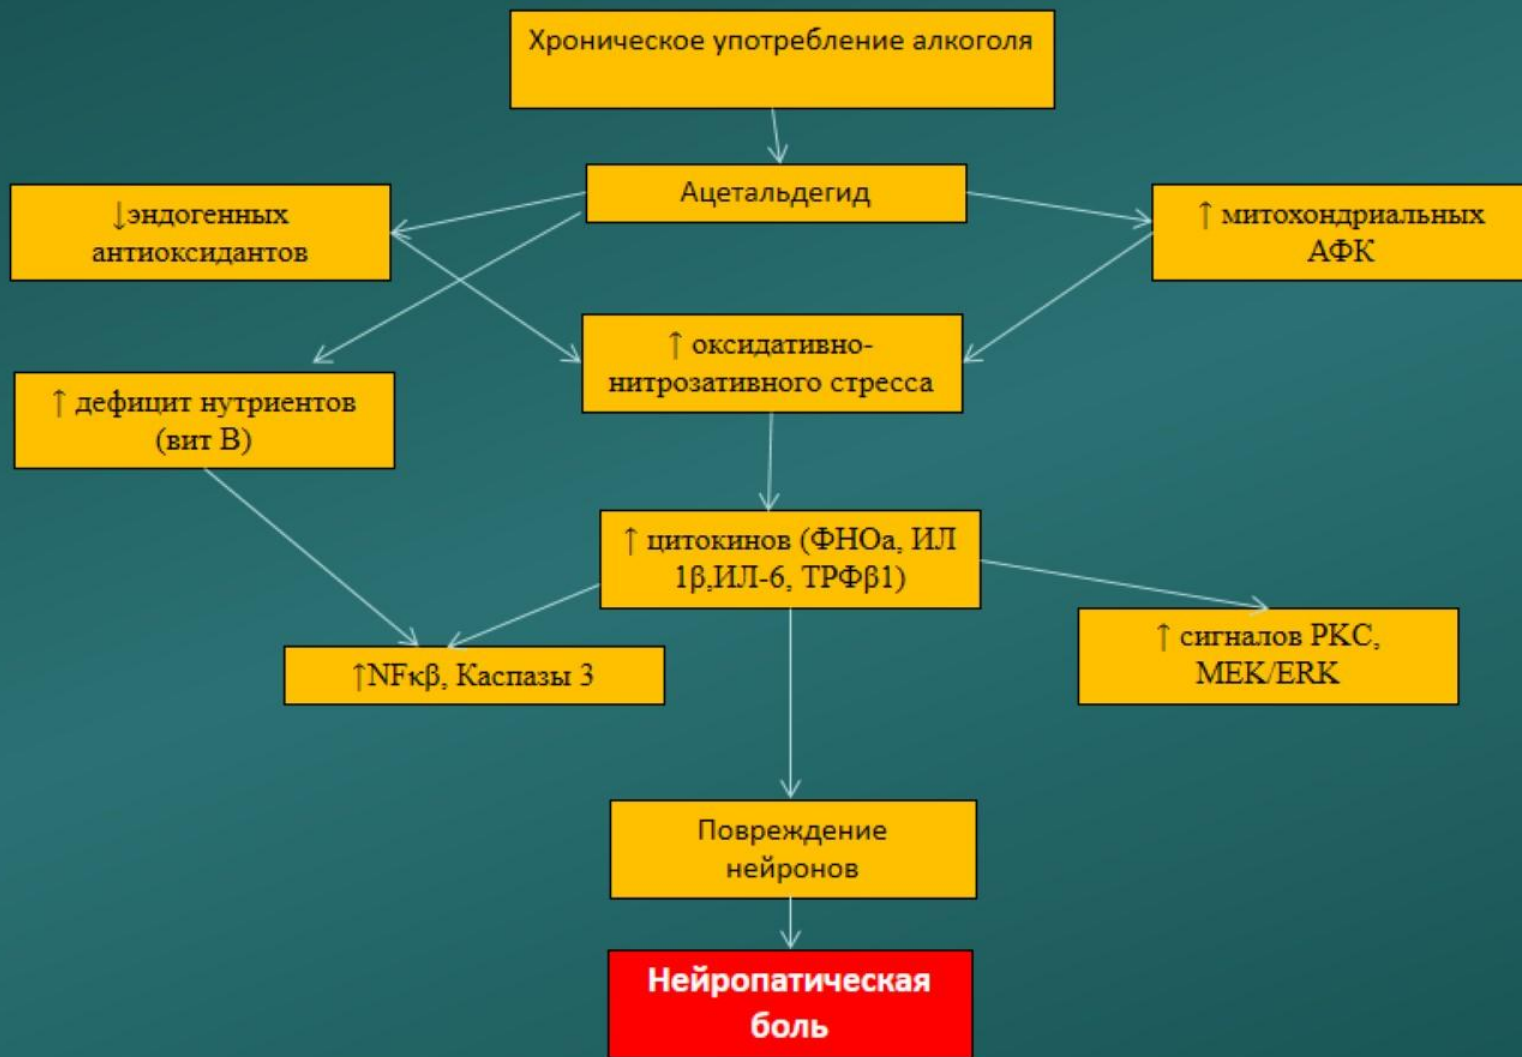 Хроническое употребление алкоголя
Ацетальдегид
↓эндогенных
антиоксидантов
↑ митохондриальных
АФК
↑ оксидативно-
нитрозативного стресса
↑ дефицит нутриентов
(вит В)
↑ цитокинов (ФНОа, ИЛ
1β,ИЛ-6, ТРФβ1)
↑ сигналов PKC,
MEK/ERK
↑NFκβ, Каспазы 3
Повреждение
нейронов
Нейропатическая
боль